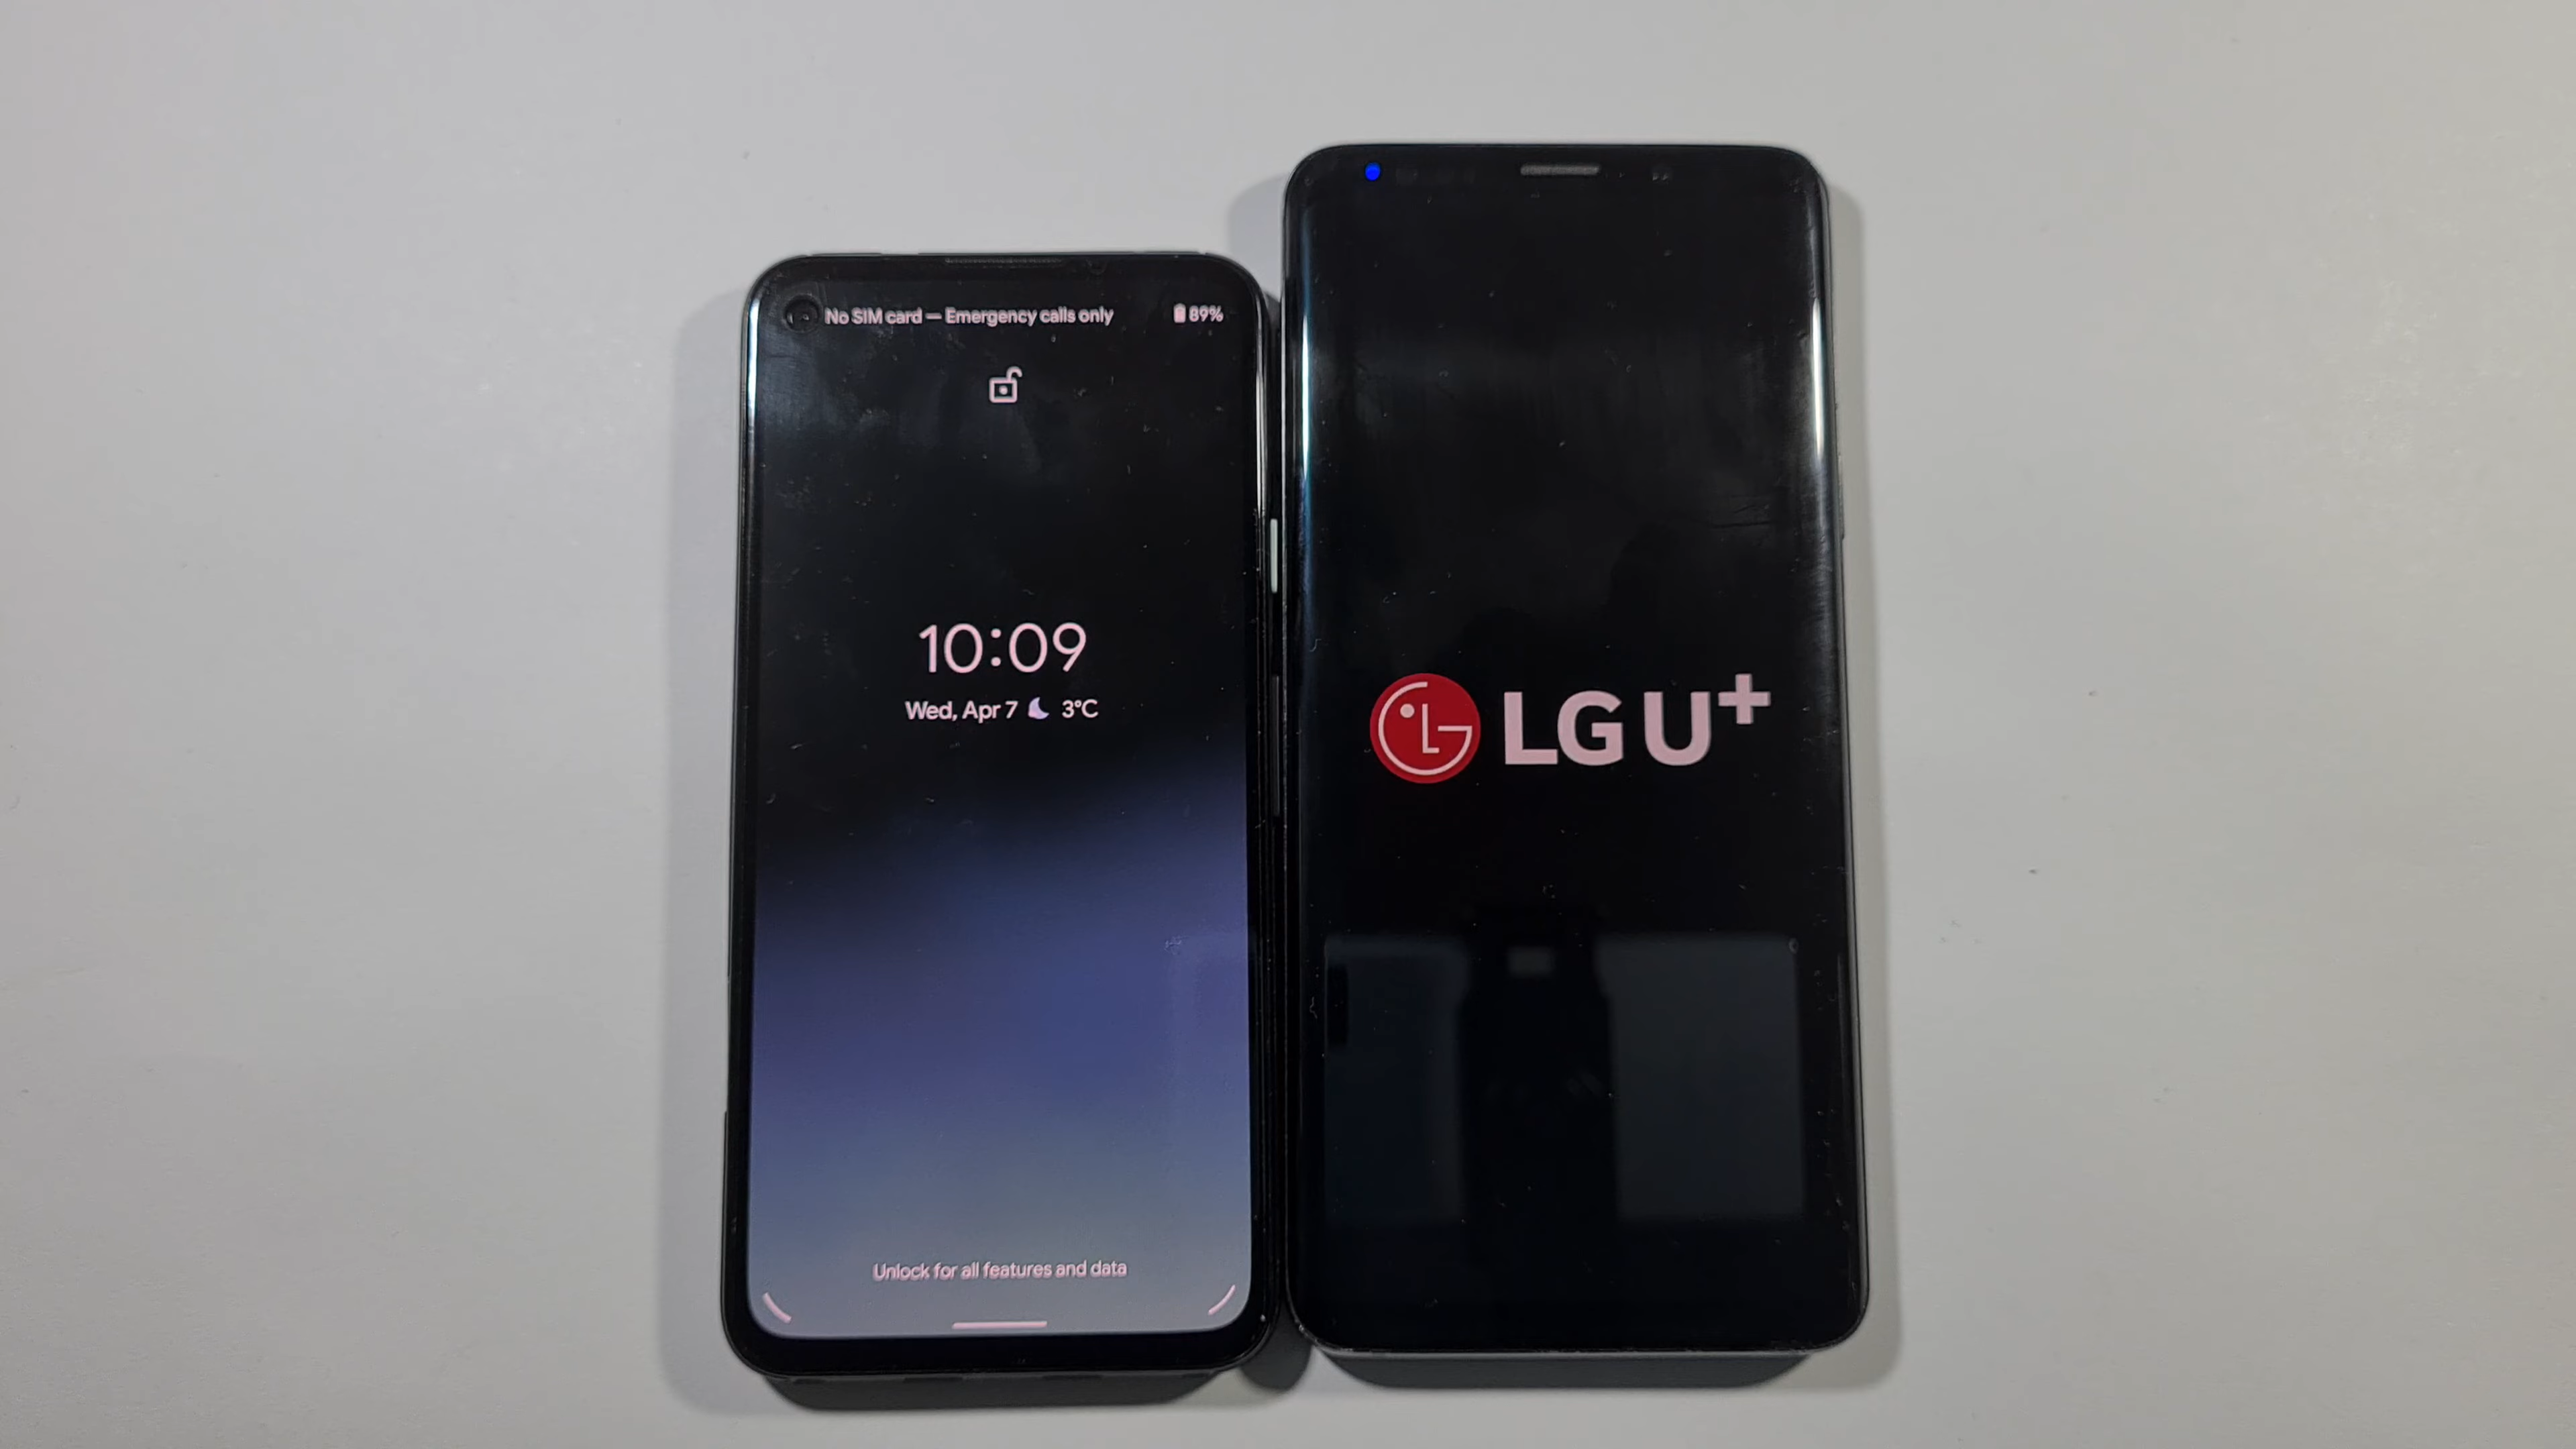 No SIM card — Emergency calls only
89%
10:09
Wed, Apr 7 3°C
Unlock for all features and data
LG U+